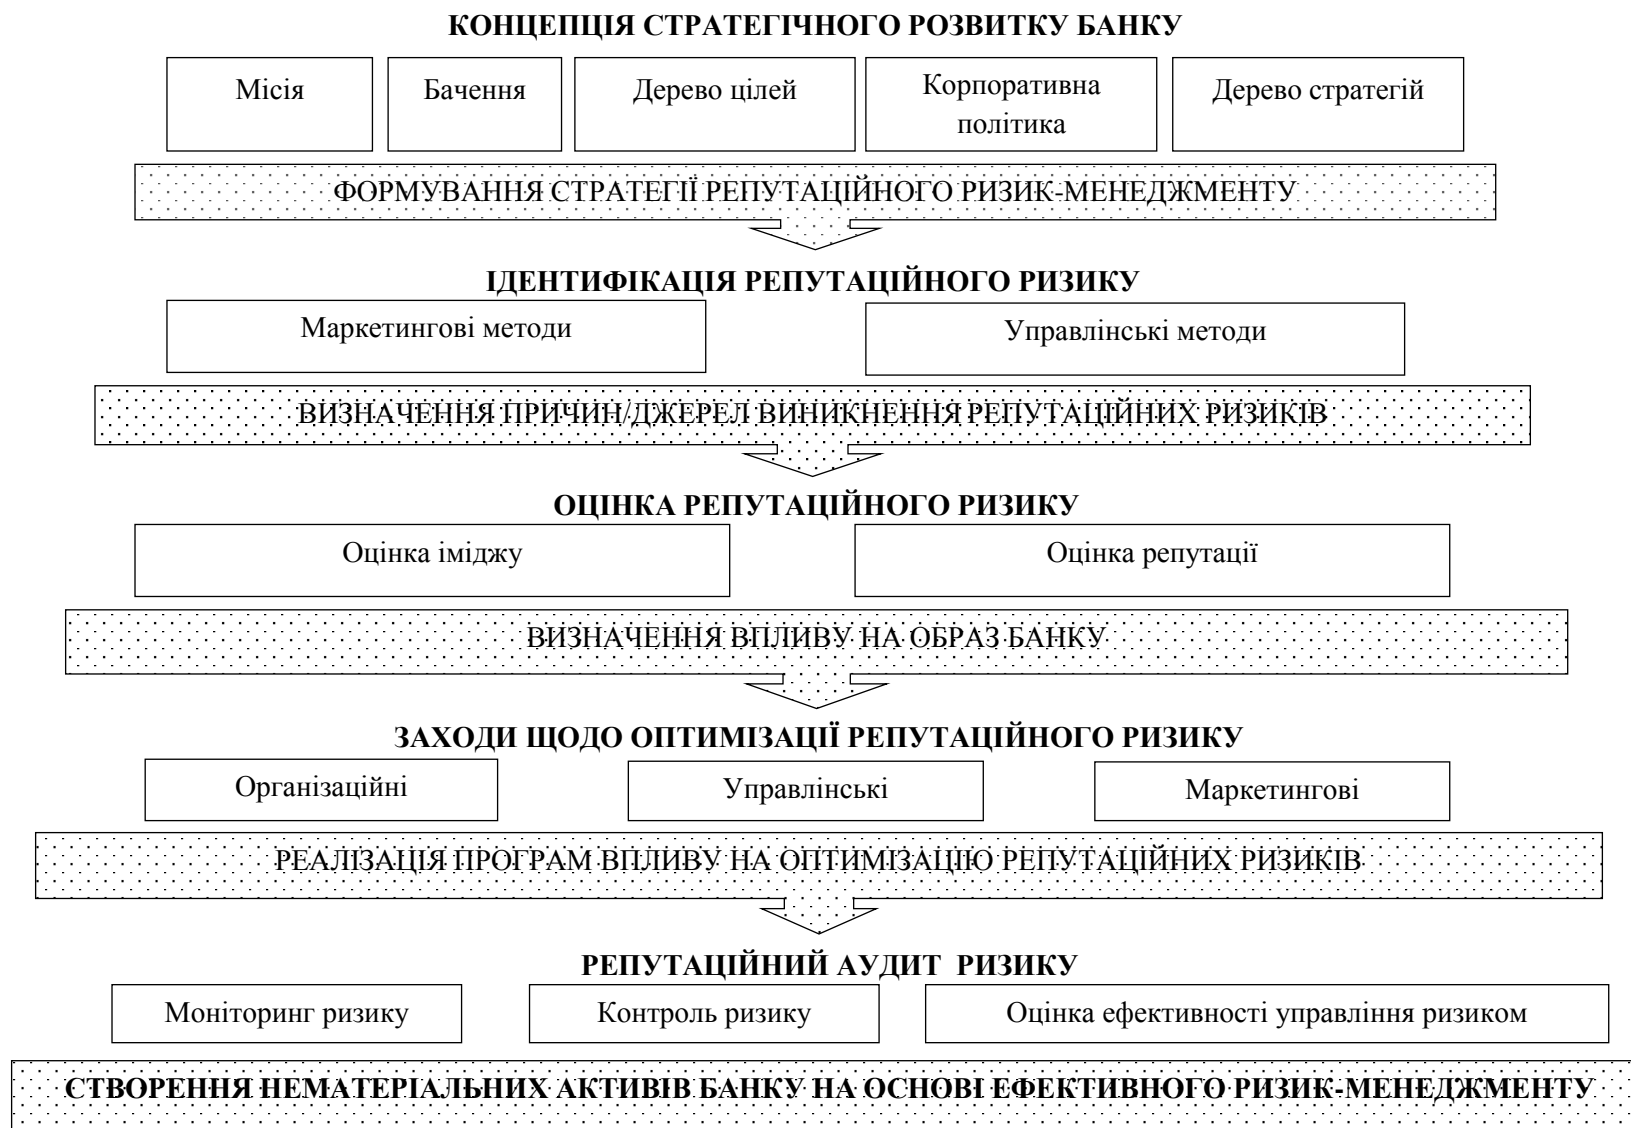 КОНЦЕПЦІЯ СТРАТЕГІЧНОГО РОЗВИТКУ БАНКУ
Місія
Бачення
Дерево цілей
Корпоративна
політика
Дерево стратегій
ФОРМУВАННЯ СТРАТЕГІЇ РЕПУТАЦІЙНОГО РИЗИК-МЕНЕДЖМЕНТУ
ІДЕНТИФІКАЦІЯ РЕПУТАЦІЙНОГО РИЗИКУ
Маркетингові методи
Управлінські методи
ВИЗНАЧЕННЯ ПРИЧИН/ДЖЕРЕЛ ВИНИКНЕННЯ РЕПУТАЦІЙНИХ РИЗИКІВ
ОЦІНКА РЕПУТАЦІЙНОГО РИЗИКУ
Оцінка іміджу
Оцінка репутації
ВИЗНАЧЕННЯ ВПЛИВУ НА ОБРАЗ БАНКУ
ЗАХОДИ ЩОДО ОПТИМІЗАЦІЇ РЕПУТАЦІЙНОГО РИЗИКУ
Організаційні
Управлінські
Маркетингові
РЕАЛІЗАЦІЯ ПРОГРАМ ВПЛИВУ НА ОПТИМІЗАЦІЮ РЕПУТАЦІЙНИХ РИЗИКІВ
РЕПУТАЦІЙНИЙ АУДИТ РИЗИКУ
Моніторинг ризику
Контроль ризику
Оцінка ефективності управління ризиком
СТВОРЕННЯ НЕМАТЕРІАЛЬНИХ АКТИВІВ БАНКУ НА ОСНОВІ ЕФЕКТИВНОГО РИЗИК-МЕНЕДЖМЕНТУ